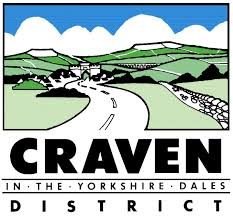 CRAVEN
IN · THE · YORKSHIRE · DALES
DISTRICT